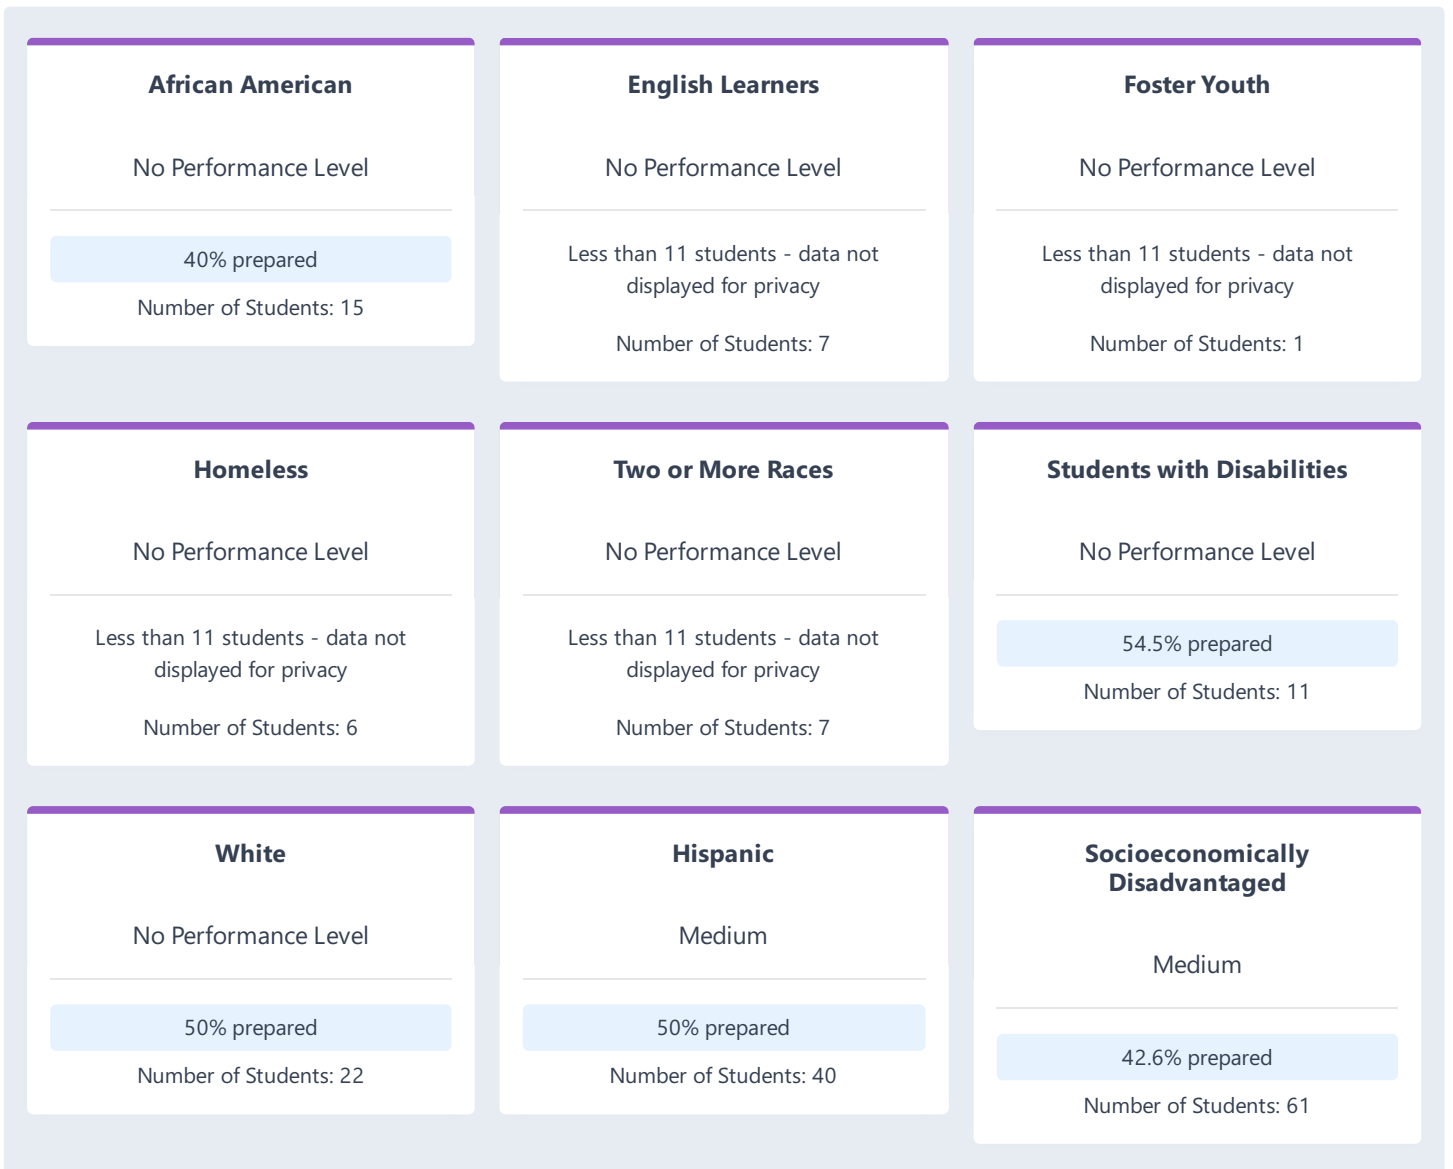 African American
No Performance Level
40% prepared
Number of Students: 15
English Learners
No Performance Level
Less than 11 students - data not
displayed for privacy
Number of Students: 7
Foster Youth
No Performance Level
Less than 11 students - data not
displayed for privacy
Number of Students: 1
Homeless
No Performance Level
Less than 11 students - data not
displayed for privacy
Number of Students: 6
Two or More Races
No Performance Level
Less than 11 students - data not
displayed for privacy
Number of Students: 7
Students with Disabilities
No Performance Level
54.5% prepared
Number of Students: 11
White
No Performance Level
50% prepared
Number of Students: 22
Hispanic
Medium
50% prepared
Number of Students: 40
Socioeconomically
Disadvantaged
Medium
42.6% prepared
Number of Students: 61